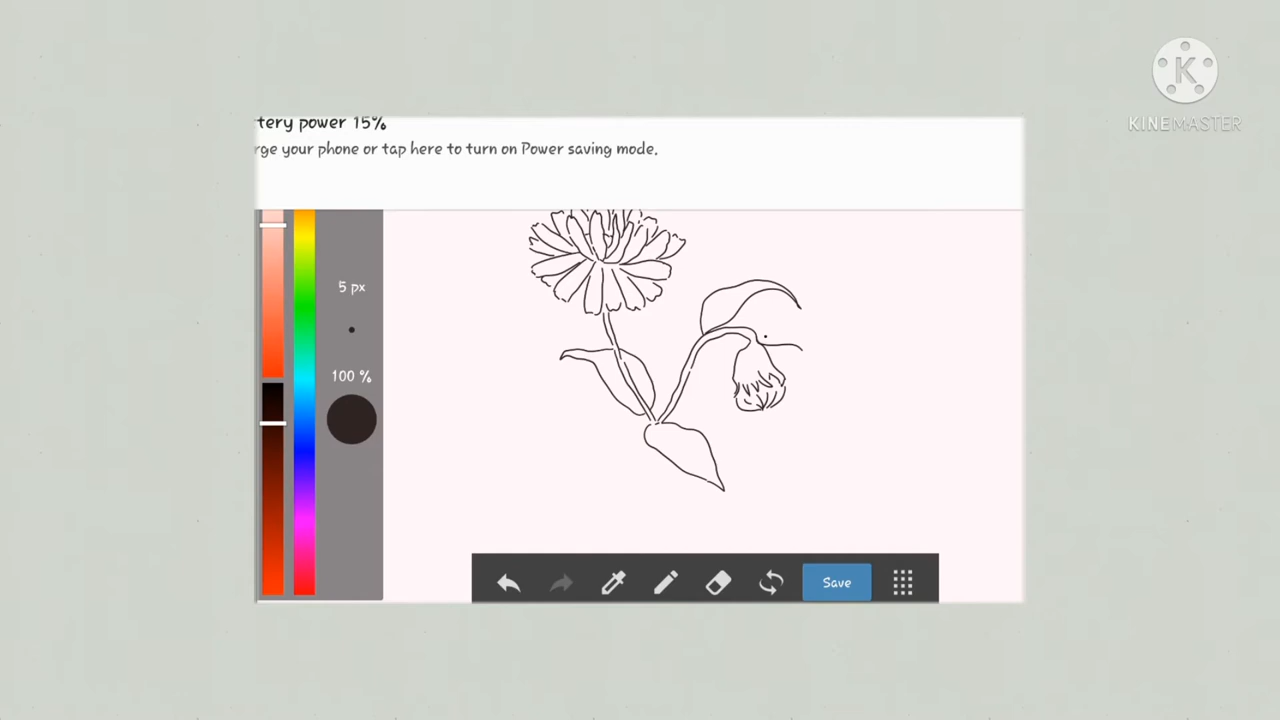 tery power 15%
rge your phone or tap here to turn on Power saving mode.
K
KINEMASTER
5 px
100 %
Save